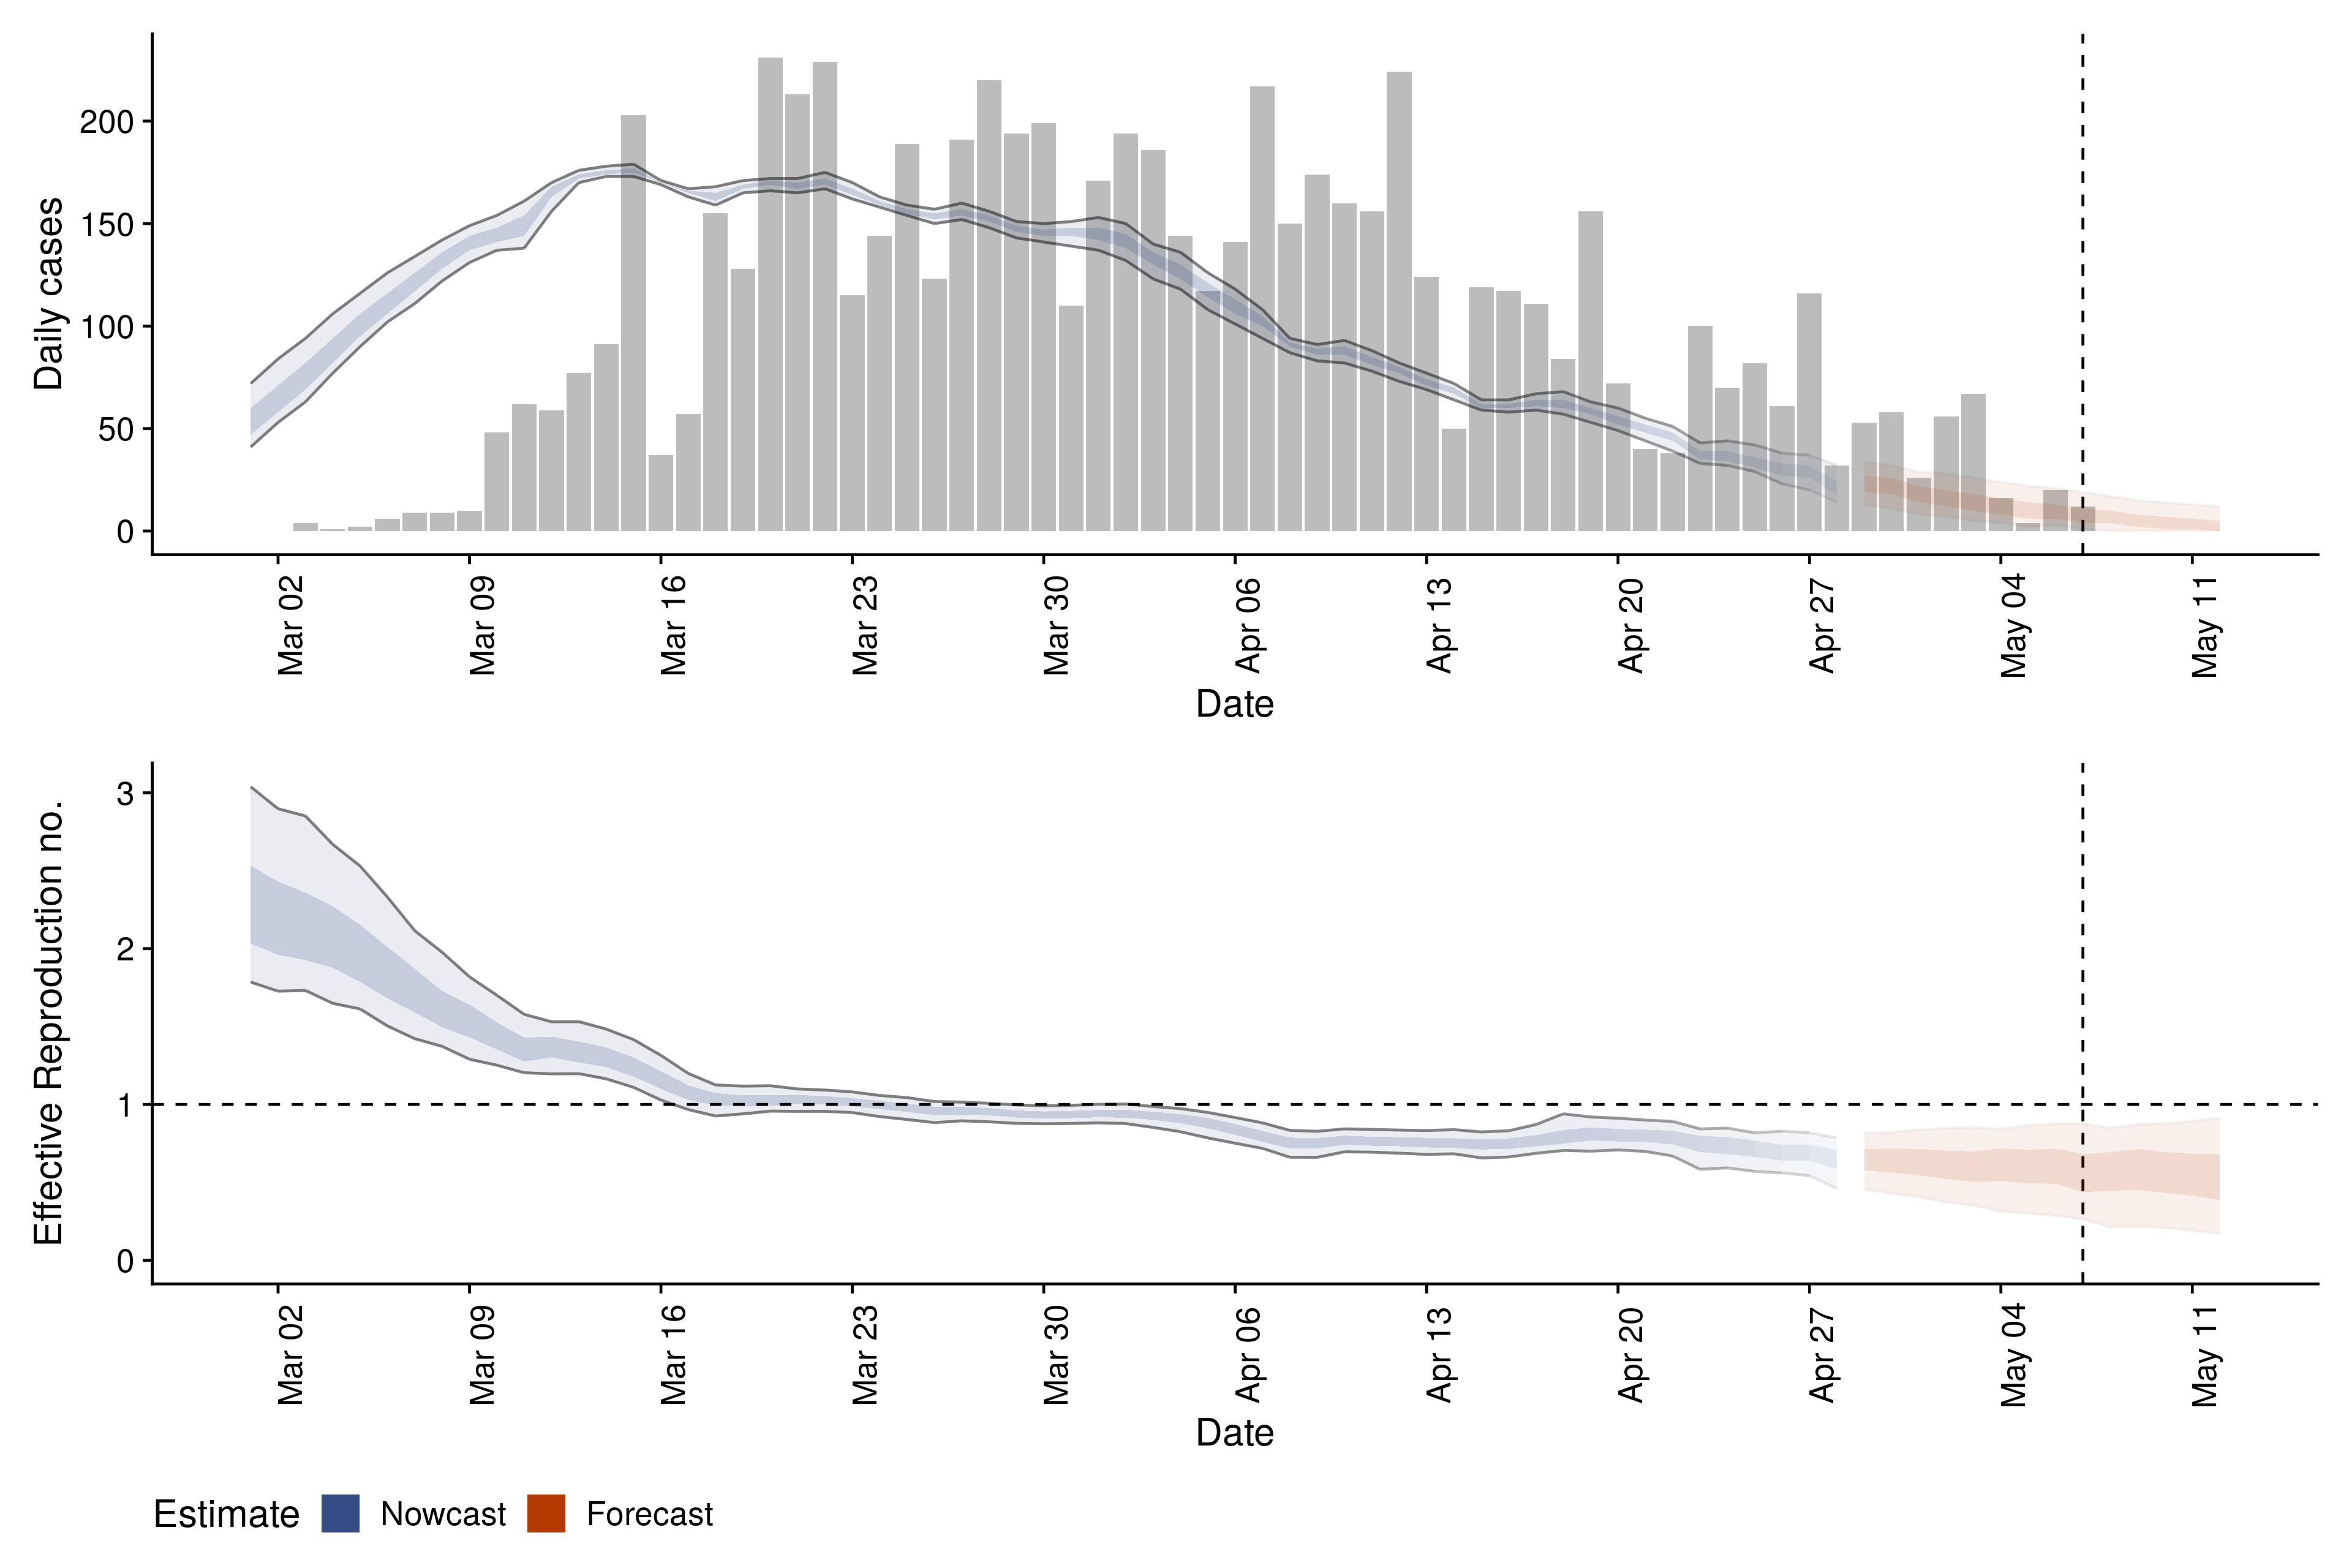 Daily cases
200
150
100
50
0
Mar 02
Mar 09
Mar 16
Mar 23
Mar 30
Apr 06
Apr 13
Apr 20
Apr 27
May 04
May 11
Date
Effective Reproduction no.
3
2
1
0
Mar 02
Mar 09
Mar 16
Mar 23
Mar 30
Apr 06
Apr 13
Apr 20
Apr 27
May 04
May 11
Date
Estimate Nowcast Forecast